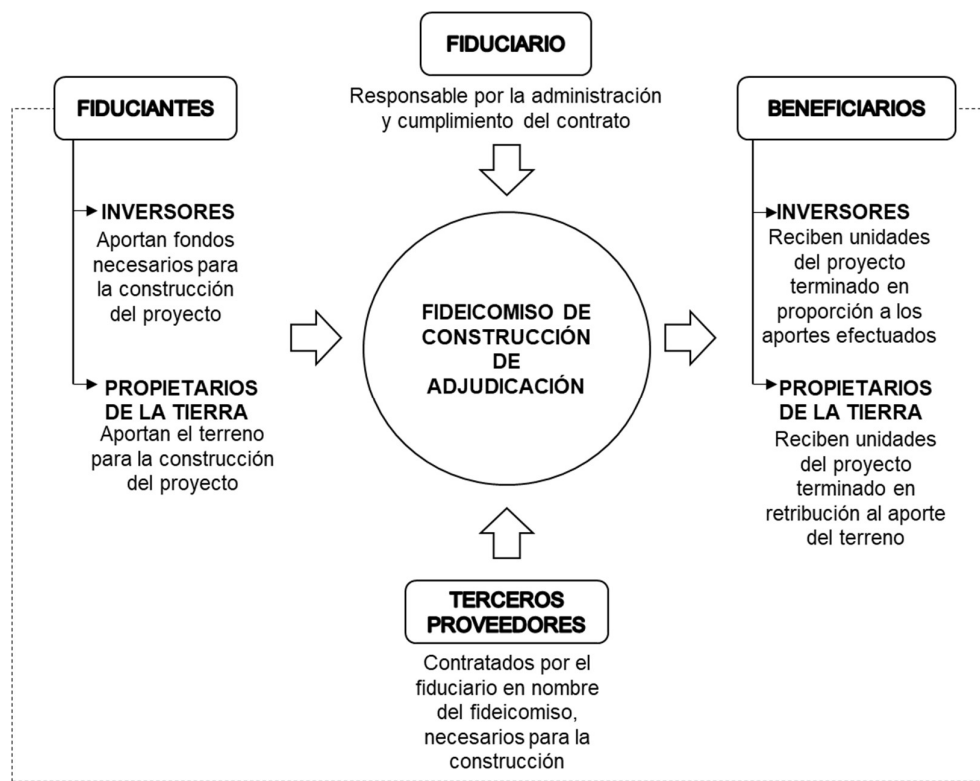 FIDUCIARIO
Responsable por la administración
y cumplimiento del contrato
FIDUCIANTES
INVERSORES
Aportan fondos
necesarios para
la construcción
del proyecto
PROPIETARIOS
DE LA TIERRA
Aportan el terreno
para la construcción
del proyecto
FIDEICOMISO DE
CONSTRUCCIÓN
DE
ADJUDICACIÓN
BENEFICIARIOS
INVERSORES
Reciben unidades
del proyecto
terminado en
proporción a los
aportes efectuados
PROPIETARIOS
DE LA TIERRA
Reciben unidades
del proyecto
terminado en
retribución al aporte
del terreno
TERCEROS
PROVEEDORES
Contratados por el
fiduciario en nombre
del fideicomiso,
necesarios para la
construcción